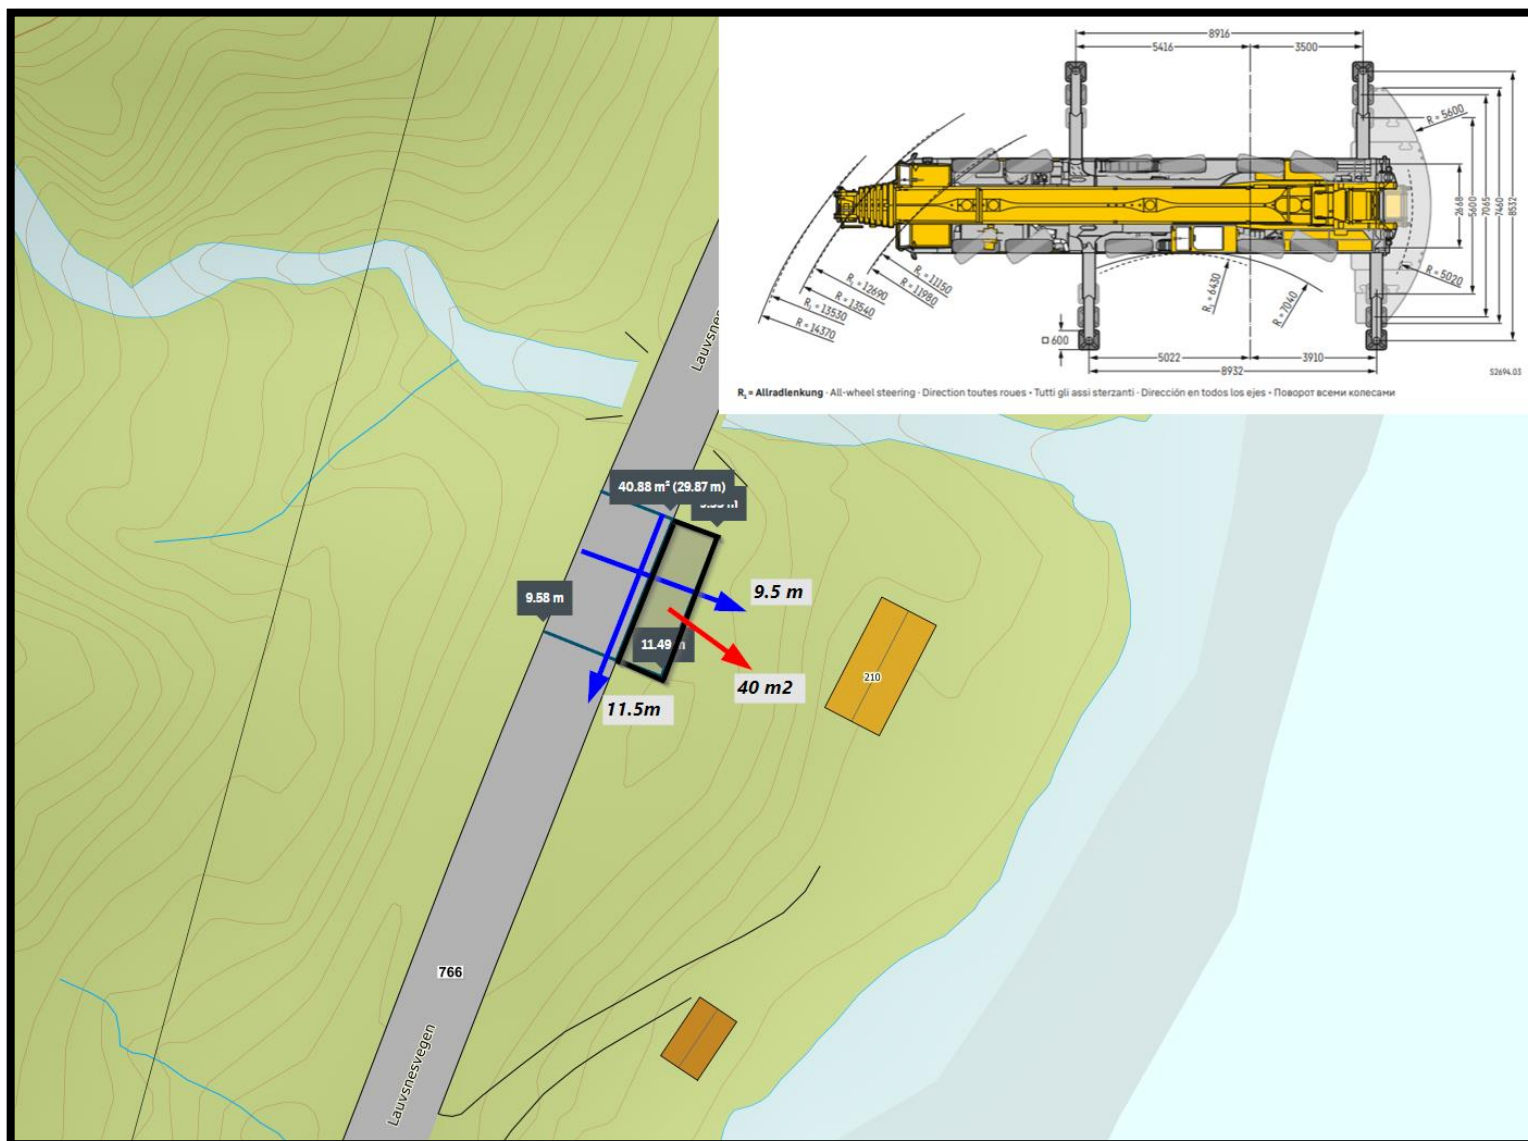 8916
5416
3500
R = 5600
2668
5600
7065
7460
8532
R = 5020
R₁ = 11150
R = 11980
R₁ = 12690
R = 13540
R₁ = 13530
R = 14370
R₁ = 6430
R = 7040
□ 600
5022
3910
8932
S2694.03
R₁ = Allradlenkung · All-wheel steering · Direction toutes roues • Tutti gli assi sterzanti · Dirección en todos los ejes • Поворот всеми колесами
Lauvsnes
40.88 m² (29.87 m)
9.58 m
9.5 m
11.49
40 m2
11.5m
210
766
Lauvsnesvegen